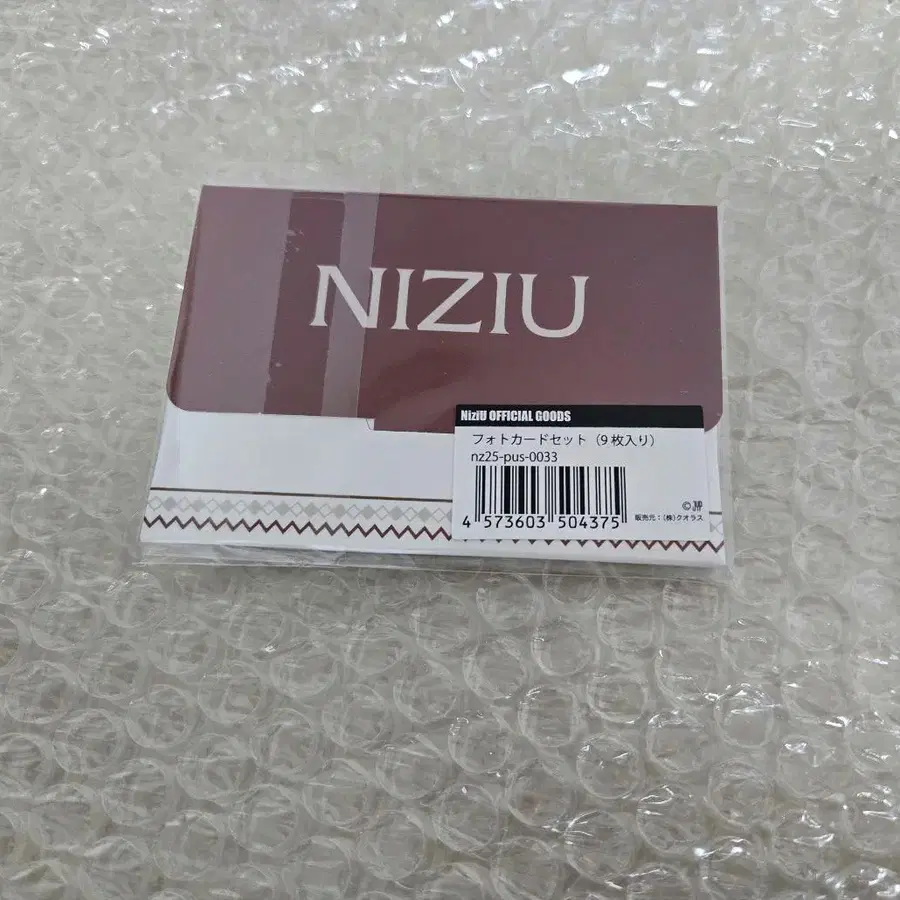 NIZIU
NiziU OFFICIAL GOODS
フォトカードセット（9枚入り）
nz25-pus-0033
4 573603 504375
© JYP
販売元：(株)クオラス